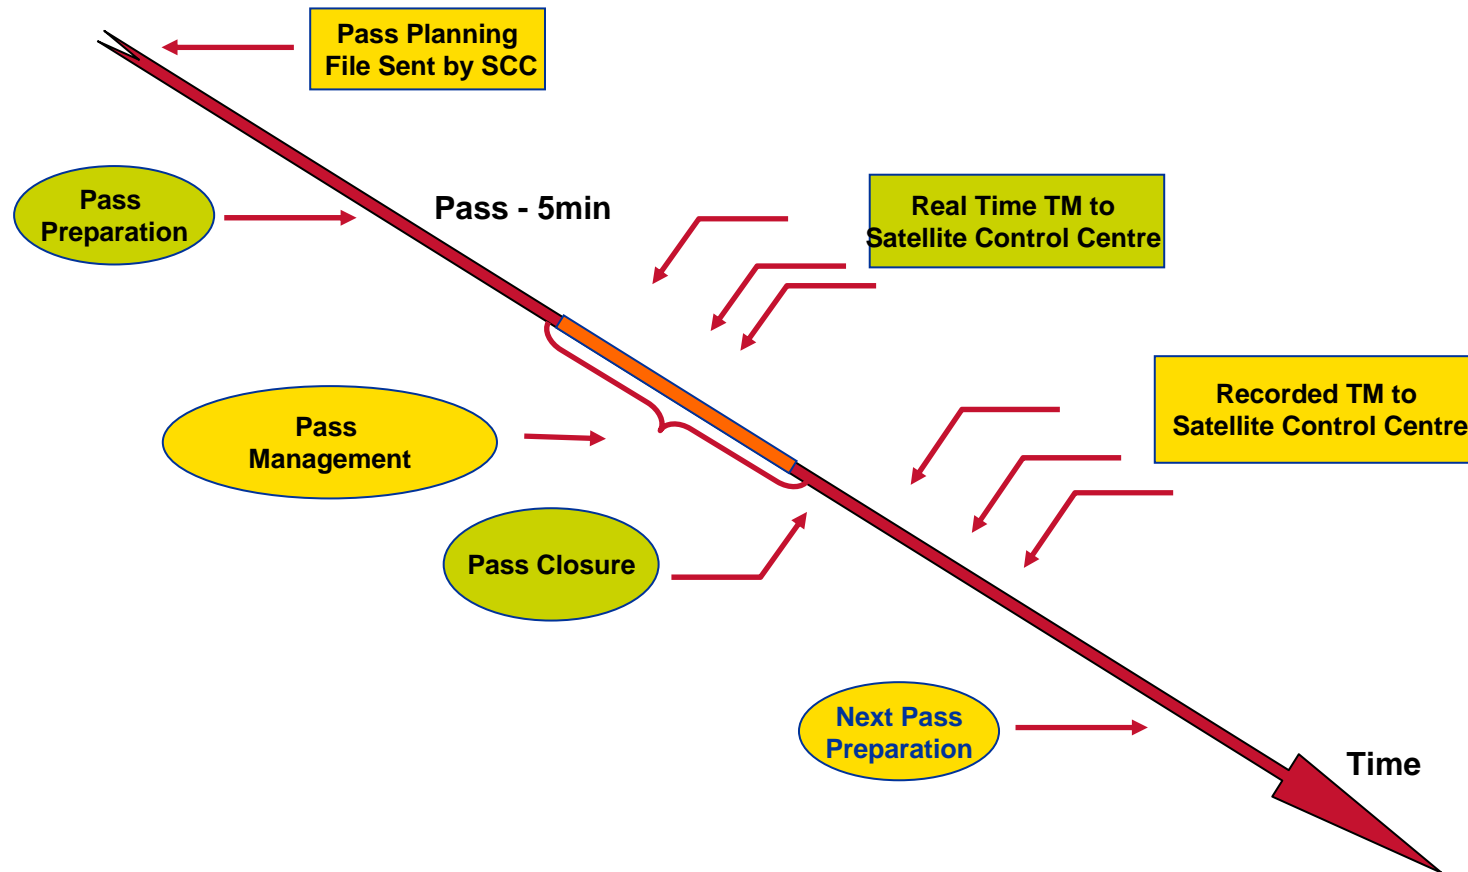 Pass Planning
File Sent by SCC
Pass
Preparation
Pass - 5min
Real Time TM to
Satellite Control Centre
Pass
Management
Recorded TM to
Satellite Control Centre
Pass Closure
Next Pass
Preparation
Time